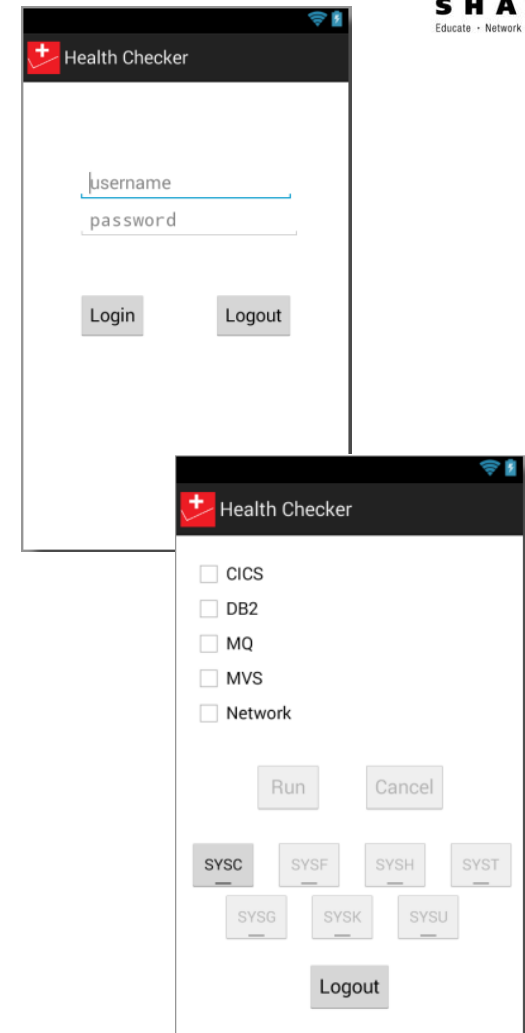 S H A
Educate · Network
Health Checker
username
password
Login Logout
Health Checker
CICS
DB2
MQ
MVS
Network
Run Cancel
SYSC SYSF SYSH SYST
SYSG SYSK SYSU
Logout